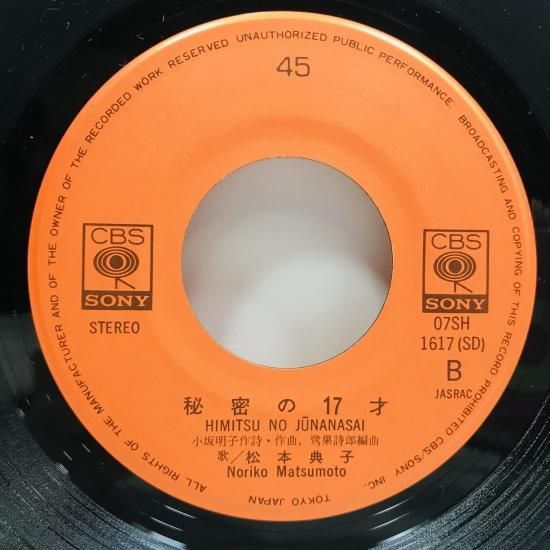 ALL RIGHTS OF THE MANUFACTURER AND OF THE OWNER OF THE RECORDED WORK RESERVED UNAUTHORIZED PUBLIC PERFORMANCE. BROADCASTING AND COPYING OF THIS RECORD PROHIBITED CBS/SONY INC. TOKYO JAPAN
45
CBS
SONY
STEREO
CBS
SONY
07SH
1617(SD)
B
JASRAC
秘密の17才
HIMITSU NO JŪNANASAI
小坂明子作詩・作曲, 鷺巣詩郎編曲
歌/松本典子
Noriko Matsumoto